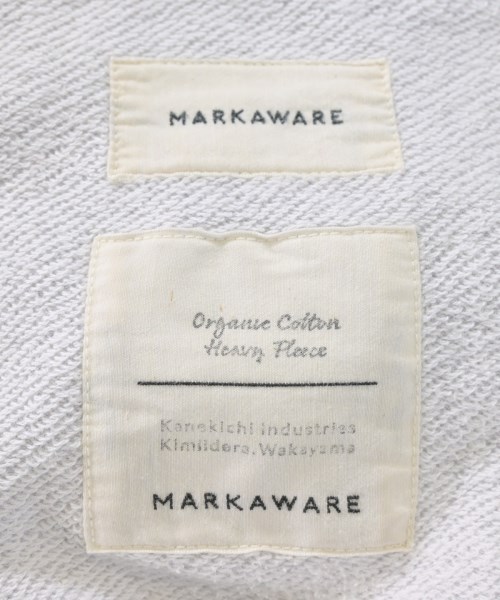 MARKAWARE
Organic Cotton
Heavy Fleece
Kanekichi Industries
Kimiidera, Wakayama
MARKAWARE